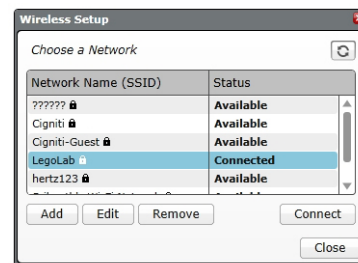 Wireless Setup
Choose a Network
Network Name (SSID) Status
?????? Available
Cigniti Available
Cigniti-Guest Available
LegoLab Connected
hertz123 Available
Available
Add Edit Remove Connect
Close